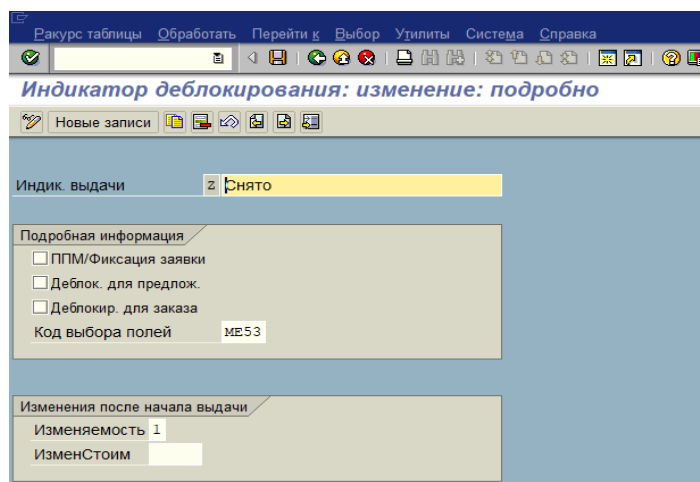 Ракурс таблицы Обработать Перейти к Выбор Утилиты Система Справка
Индикатор деблокирования: изменение: подробно
Новые записи
Индик. выдачи Z Снято
Подробная информация
ППМ/Фиксация заявки
Деблок. для предлож.
Деблокир. для заказа
Код выбора полей ME53
Изменения после начала выдачи
Изменяемость 1
ИзменСтоим